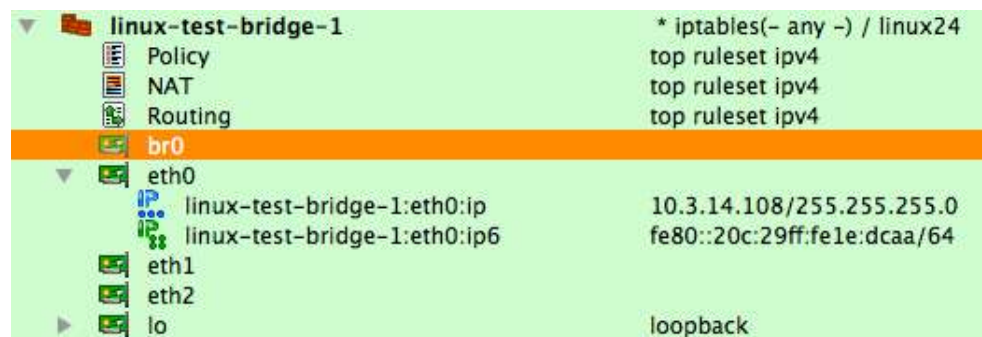 linux-test-bridge-1 * iptables(- any -) / linux24
Policy top ruleset ipv4
NAT top ruleset ipv4
Routing top ruleset ipv4
br0
eth0
IP linux-test-bridge-1:eth0:ip 10.3.14.108/255.255.255.0
IP linux-test-bridge-1:eth0:ip6 fe80::20c:29ff:fe1e:dcaa/64
eth1
eth2
lo loopback